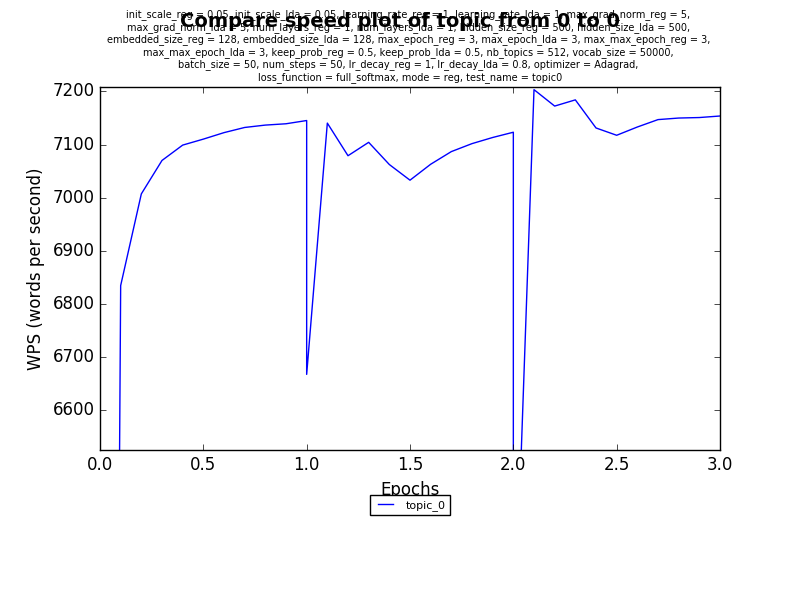 Compare speed plot of topic from 0 to 0
init_scale_reg = 0.05, init_scale_lda = 0.05, learning_rate_reg = 1, learning_rate_lda = 1, max_grad_norm_reg = 5,
max_grad_norm_lda = 5, num_layers_reg = 1, num_layers_lda = 1, hidden_size_reg = 500, hidden_size_lda = 500,
embedded_size_reg = 128, embedded_size_lda = 128, max_epoch_reg = 3, max_epoch_lda = 3, max_max_epoch_reg = 3,
max_max_epoch_lda = 3, keep_prob_reg = 0.5, keep_prob_lda = 0.5, nb_topics = 512, vocab_size = 50000,
batch_size = 50, num_steps = 50, lr_decay_reg = 1, lr_decay_lda = 0.8, optimizer = Adagrad,
loss_function = full_softmax, mode = reg, test_name = topic0
7200
7100
7000
6900
6800
6700
6600
WPS (words per second)
0.0 0.5 1.0 1.5 2.0 2.5 3.0
Epochs
topic_0